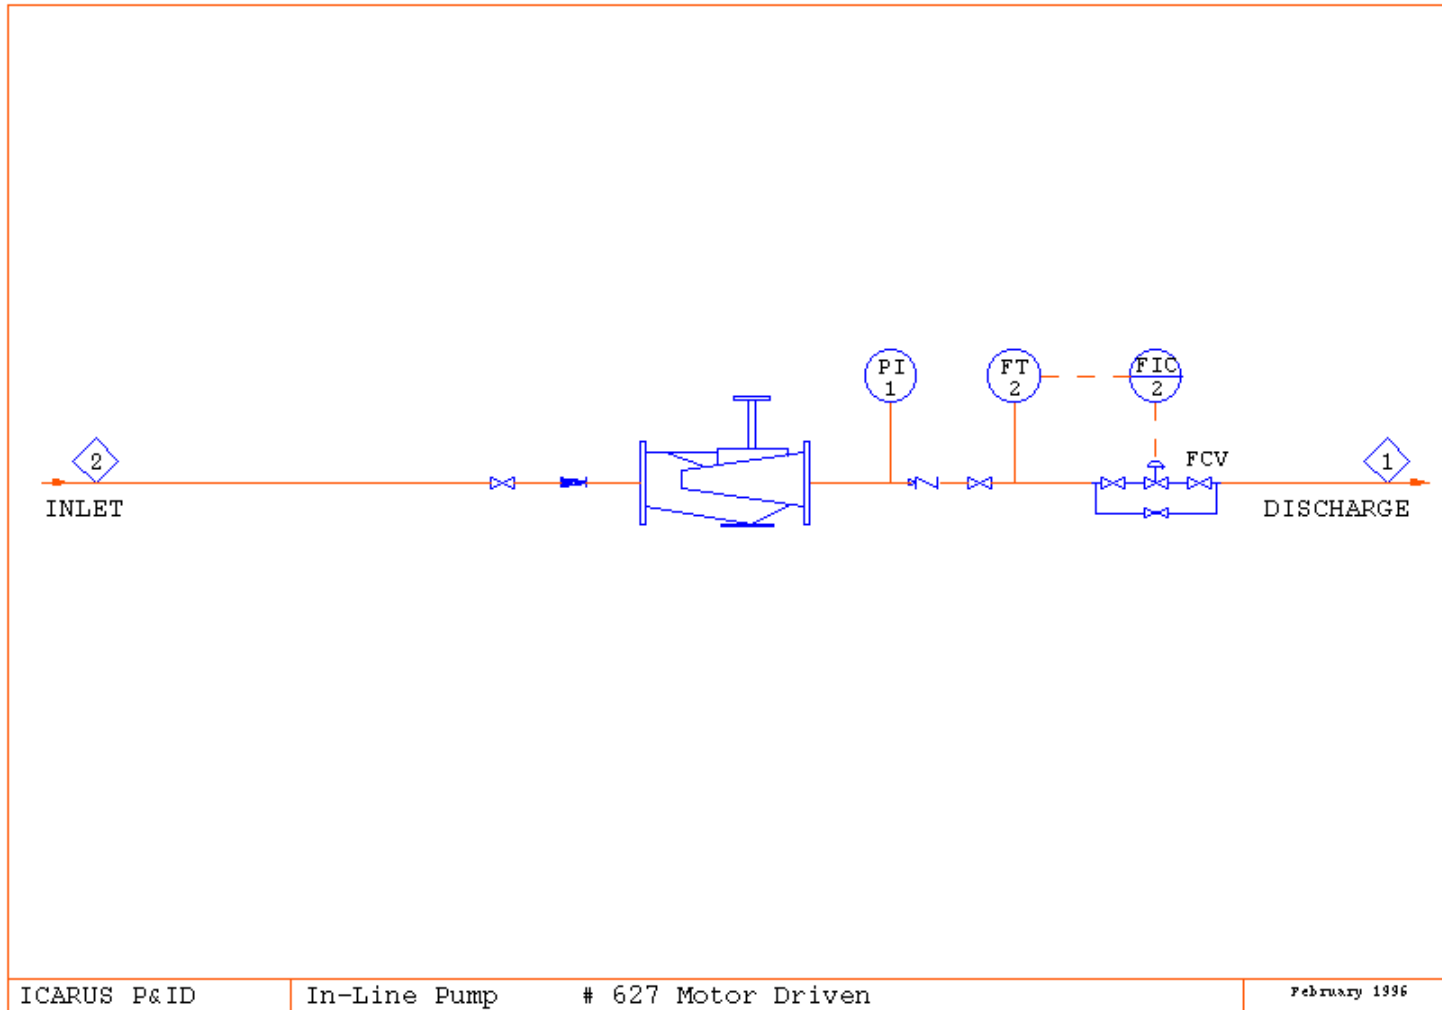 PI
1
FT
2
FIC
2
2
FCV
1
INLET
DISCHARGE
ICARUS P&ID
In-Line Pump # 627 Motor Driven
February 1996